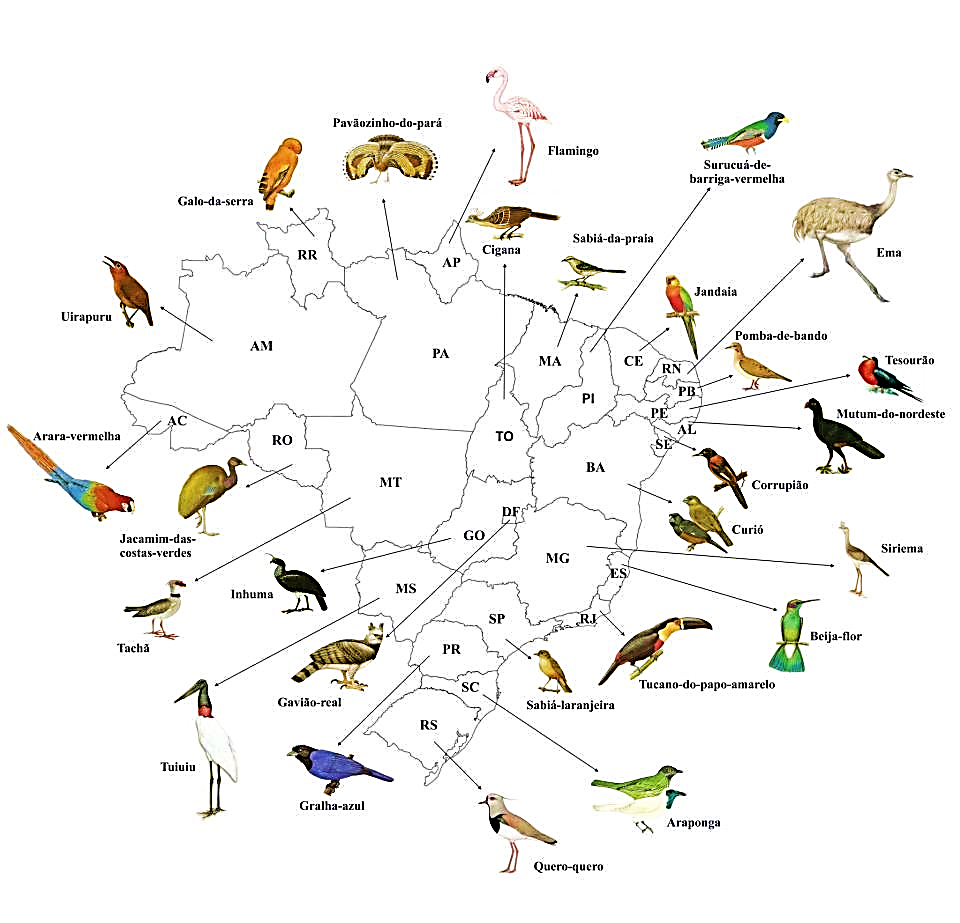 Pavãozinho-do-pará
Flamingo
Surucuá-de-
barriga-vermelha
Galo-da-serra
Cigana
Sabiá-da-praia
Ema
RR
AP
Jandaia
Uirapuru
Pomba-de-bando
AM
PA
MA
CE
RN
Tesourão
PB
PI
Mutum-do-nordeste
PE
AC
AL
Arara-vermelha
RO
TO
SE
BA
MT
Corrupião
DF
Curió
Jacamim-das-
costas-verdes
GO
Siriema
MG
ES
Inhuma
MS
SP
RJ
Beija-flor
Tachã
PR
Tucano-do-papo-amarelo
SC
Gavião-real
Sabiá-laranjeira
RS
Tuiuiu
Gralha-azul
Araponga
Quero-quero